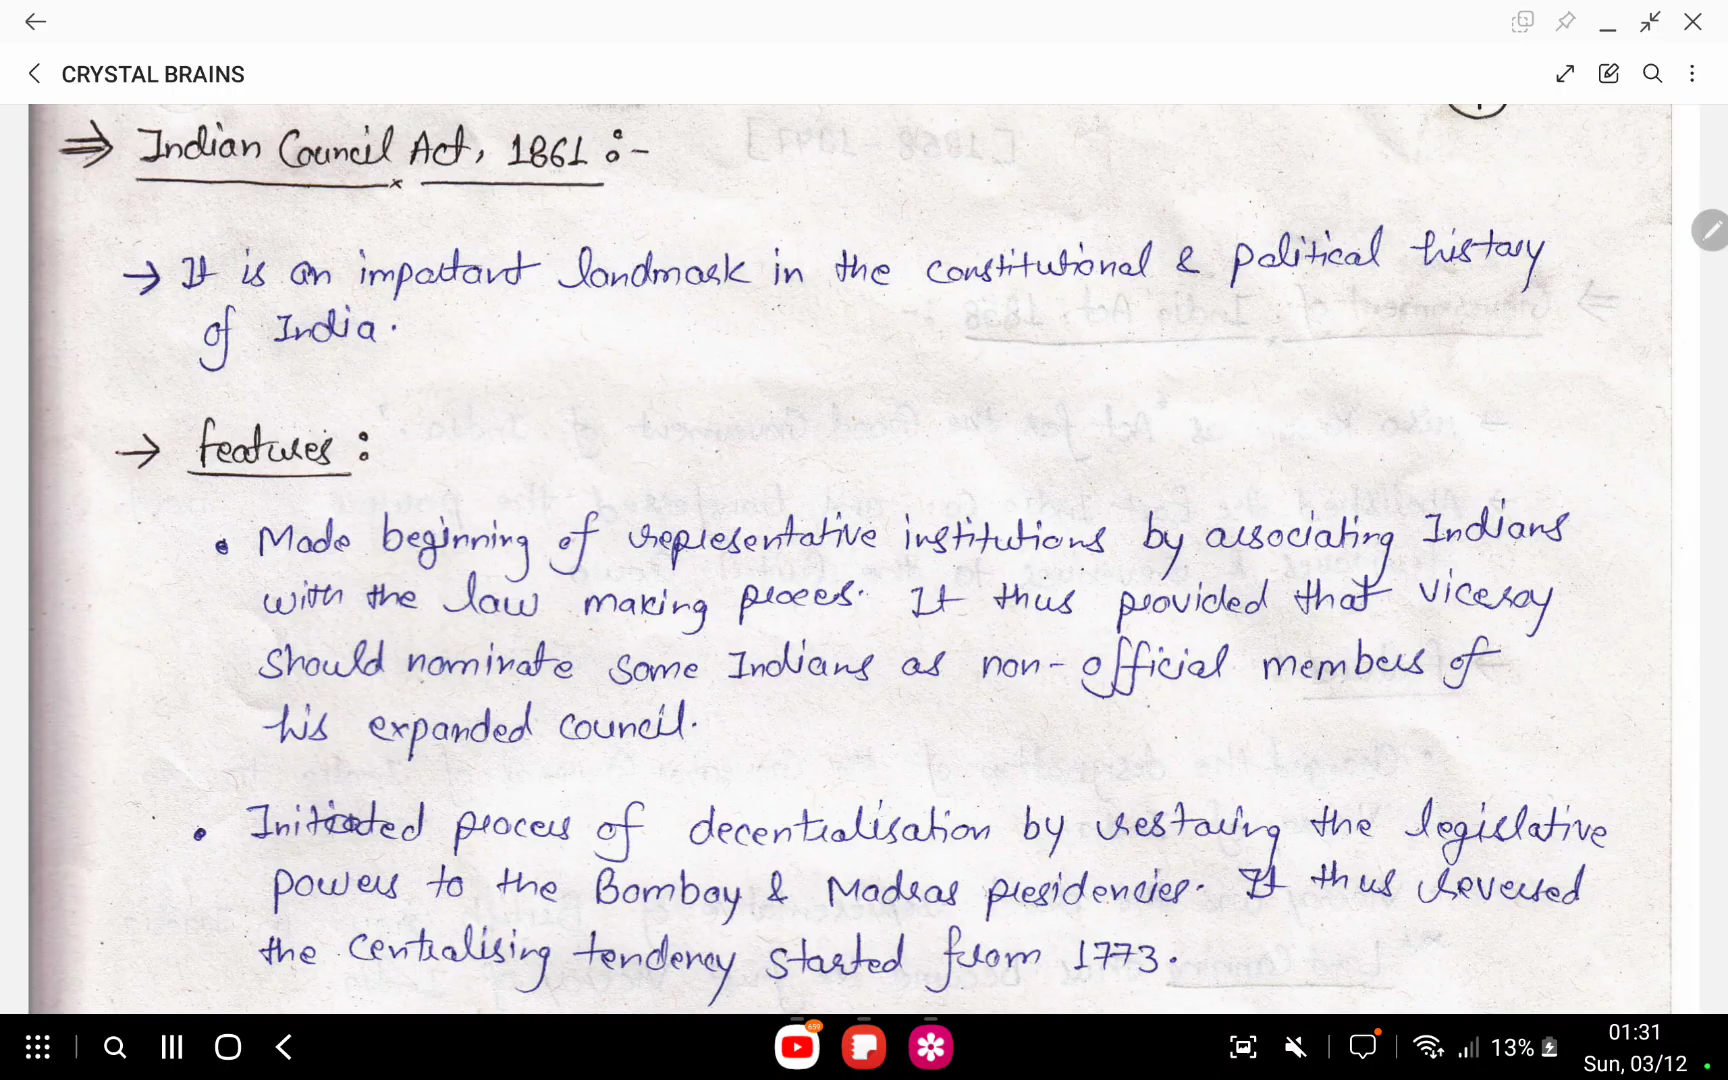 CRYSTAL BRAINS
⇒ Indian Council Act, 1861 :-
→ It is an important landmark in the constitutional & political history
of India.
→ features :
• Made beginning of representative institutions by associating Indians
with the law making process. It thus provided that viceroy
should nominate some Indians as non-official members of
his expanded council.
• Initiated process of decentralisation by restoring the legislative
powers to the Bombay & Madras presidencies. It thus reversed
the centralising tendency started from 1773.
659
13%
01:31
Sun, 03/12